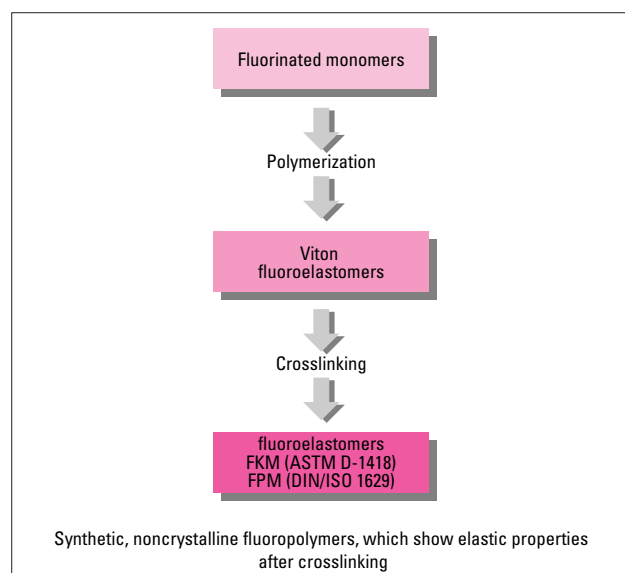 Fluorinated monomers
Polymerization
Viton
fluoroelastomers
Crosslinking
fluoroelastomers
FKM (ASTM D-1418)
FPM (DIN/ISO 1629)
Synthetic, noncrystalline fluoropolymers, which show elastic properties
after crosslinking